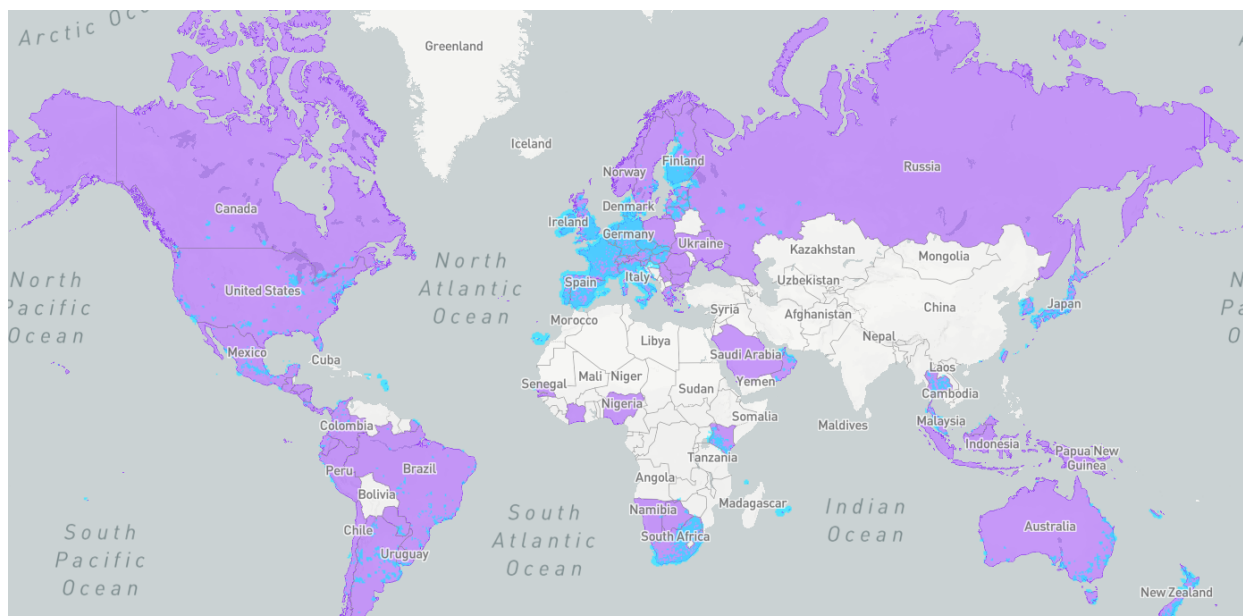 Arctic Oc
Greenland
Iceland
Finland
Norway
Russia
Canada
Denmark
Ireland
Germany
Ukraine
Kazakhstan
Mongolia
North
Pacific
Ocean
United States
North
Atlantic
Ocean
Spain
Italy
Uzbekistan
Syria
Afghanistan
China
Japan
Morocco
Mexico
Cuba
Libya
Nepal
Saudi Arabia
Laos
Senegal
Mali
Niger
Sudan
Yemen
Cambodia
Nigeria
Somalia
Maldives
Malaysia
Colombia
Indonesia
Papua New
Guinea
Tanzania
Peru
Brazil
Angola
Bolivia
Madagascar
Indian
Ocean
Namibia
South
Atlantic
Ocean
South
Pacific
Ocean
Chile
South Africa
Australia
Uruguay
New Zealand
N
Pa
O